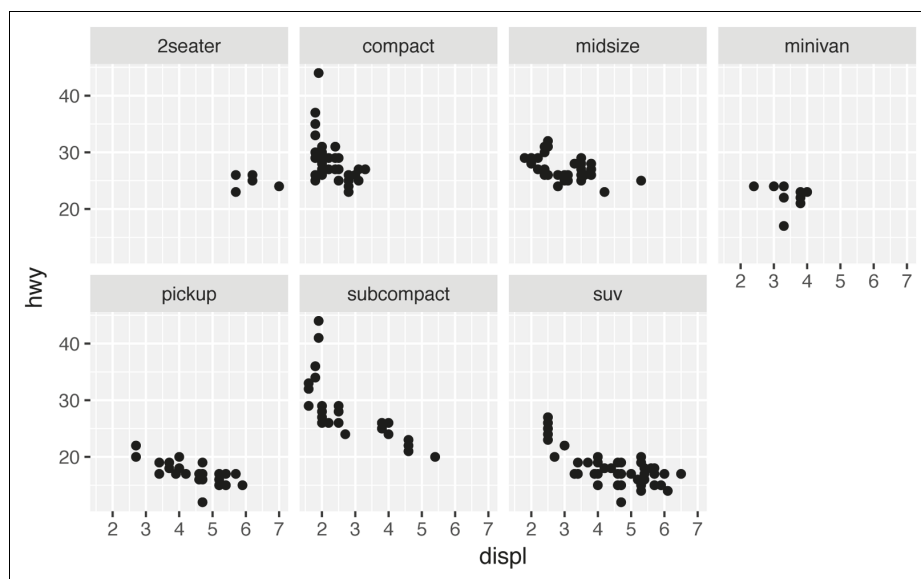 2seater compact midsize minivan
40
30
20
2 3 4 5 6 7
hwy
pickup subcompact suv
40
30
20
2 3 4 5 6 7 2 3 4 5 6 7 2 3 4 5 6 7
displ